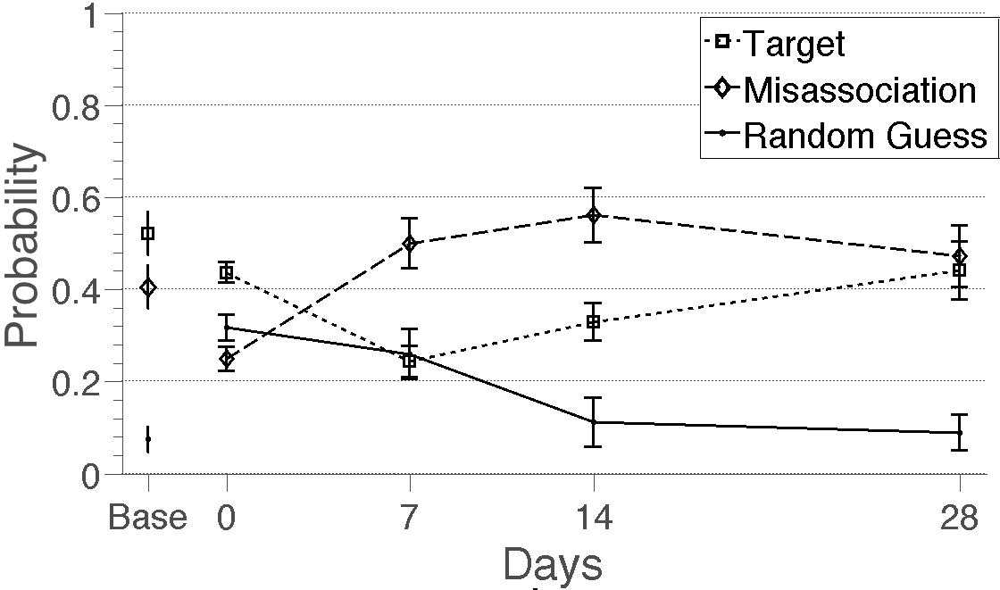 Probability
1
0.8
0.6
0.4
0.2
0
Target
Misassociation
Random Guess
Base 0 7 14 28
Days